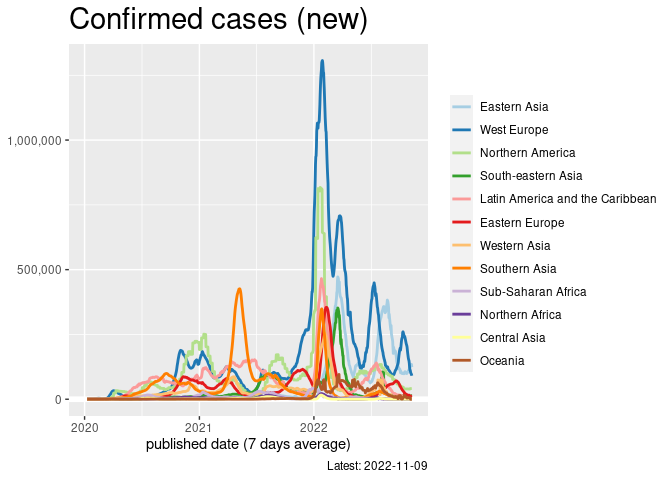 Confirmed cases (new)
1,000,000
500,000
0
2020 2021 2022
published date (7 days average)
Latest: 2022-11-09
Eastern Asia
West Europe
Northern America
South-eastern Asia
Latin America and the Caribbean
Eastern Europe
Western Asia
Southern Asia
Sub-Saharan Africa
Northern Africa
Central Asia
Oceania